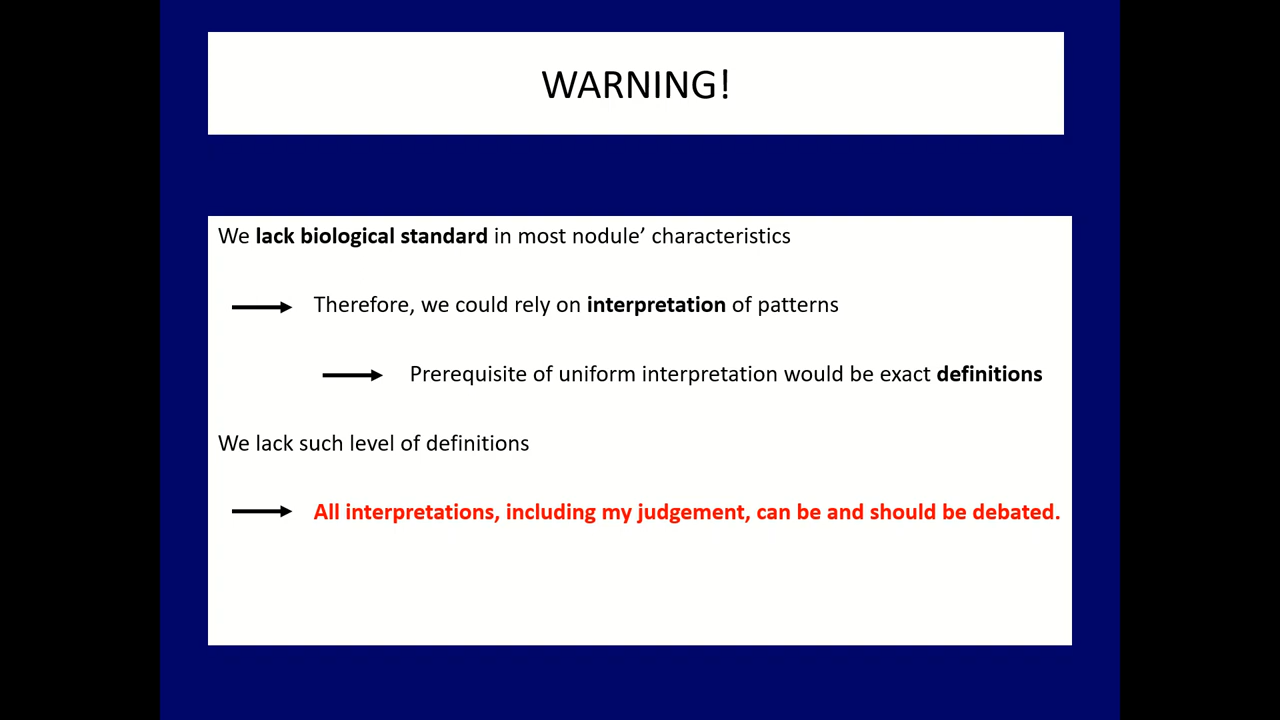 WARNING!
We lack biological standard in most nodule’ characteristics
Therefore, we could rely on interpretation of patterns
Prerequisite of uniform interpretation would be exact definitions
We lack such level of definitions
All interpretations, including my judgement, can be and should be debated.